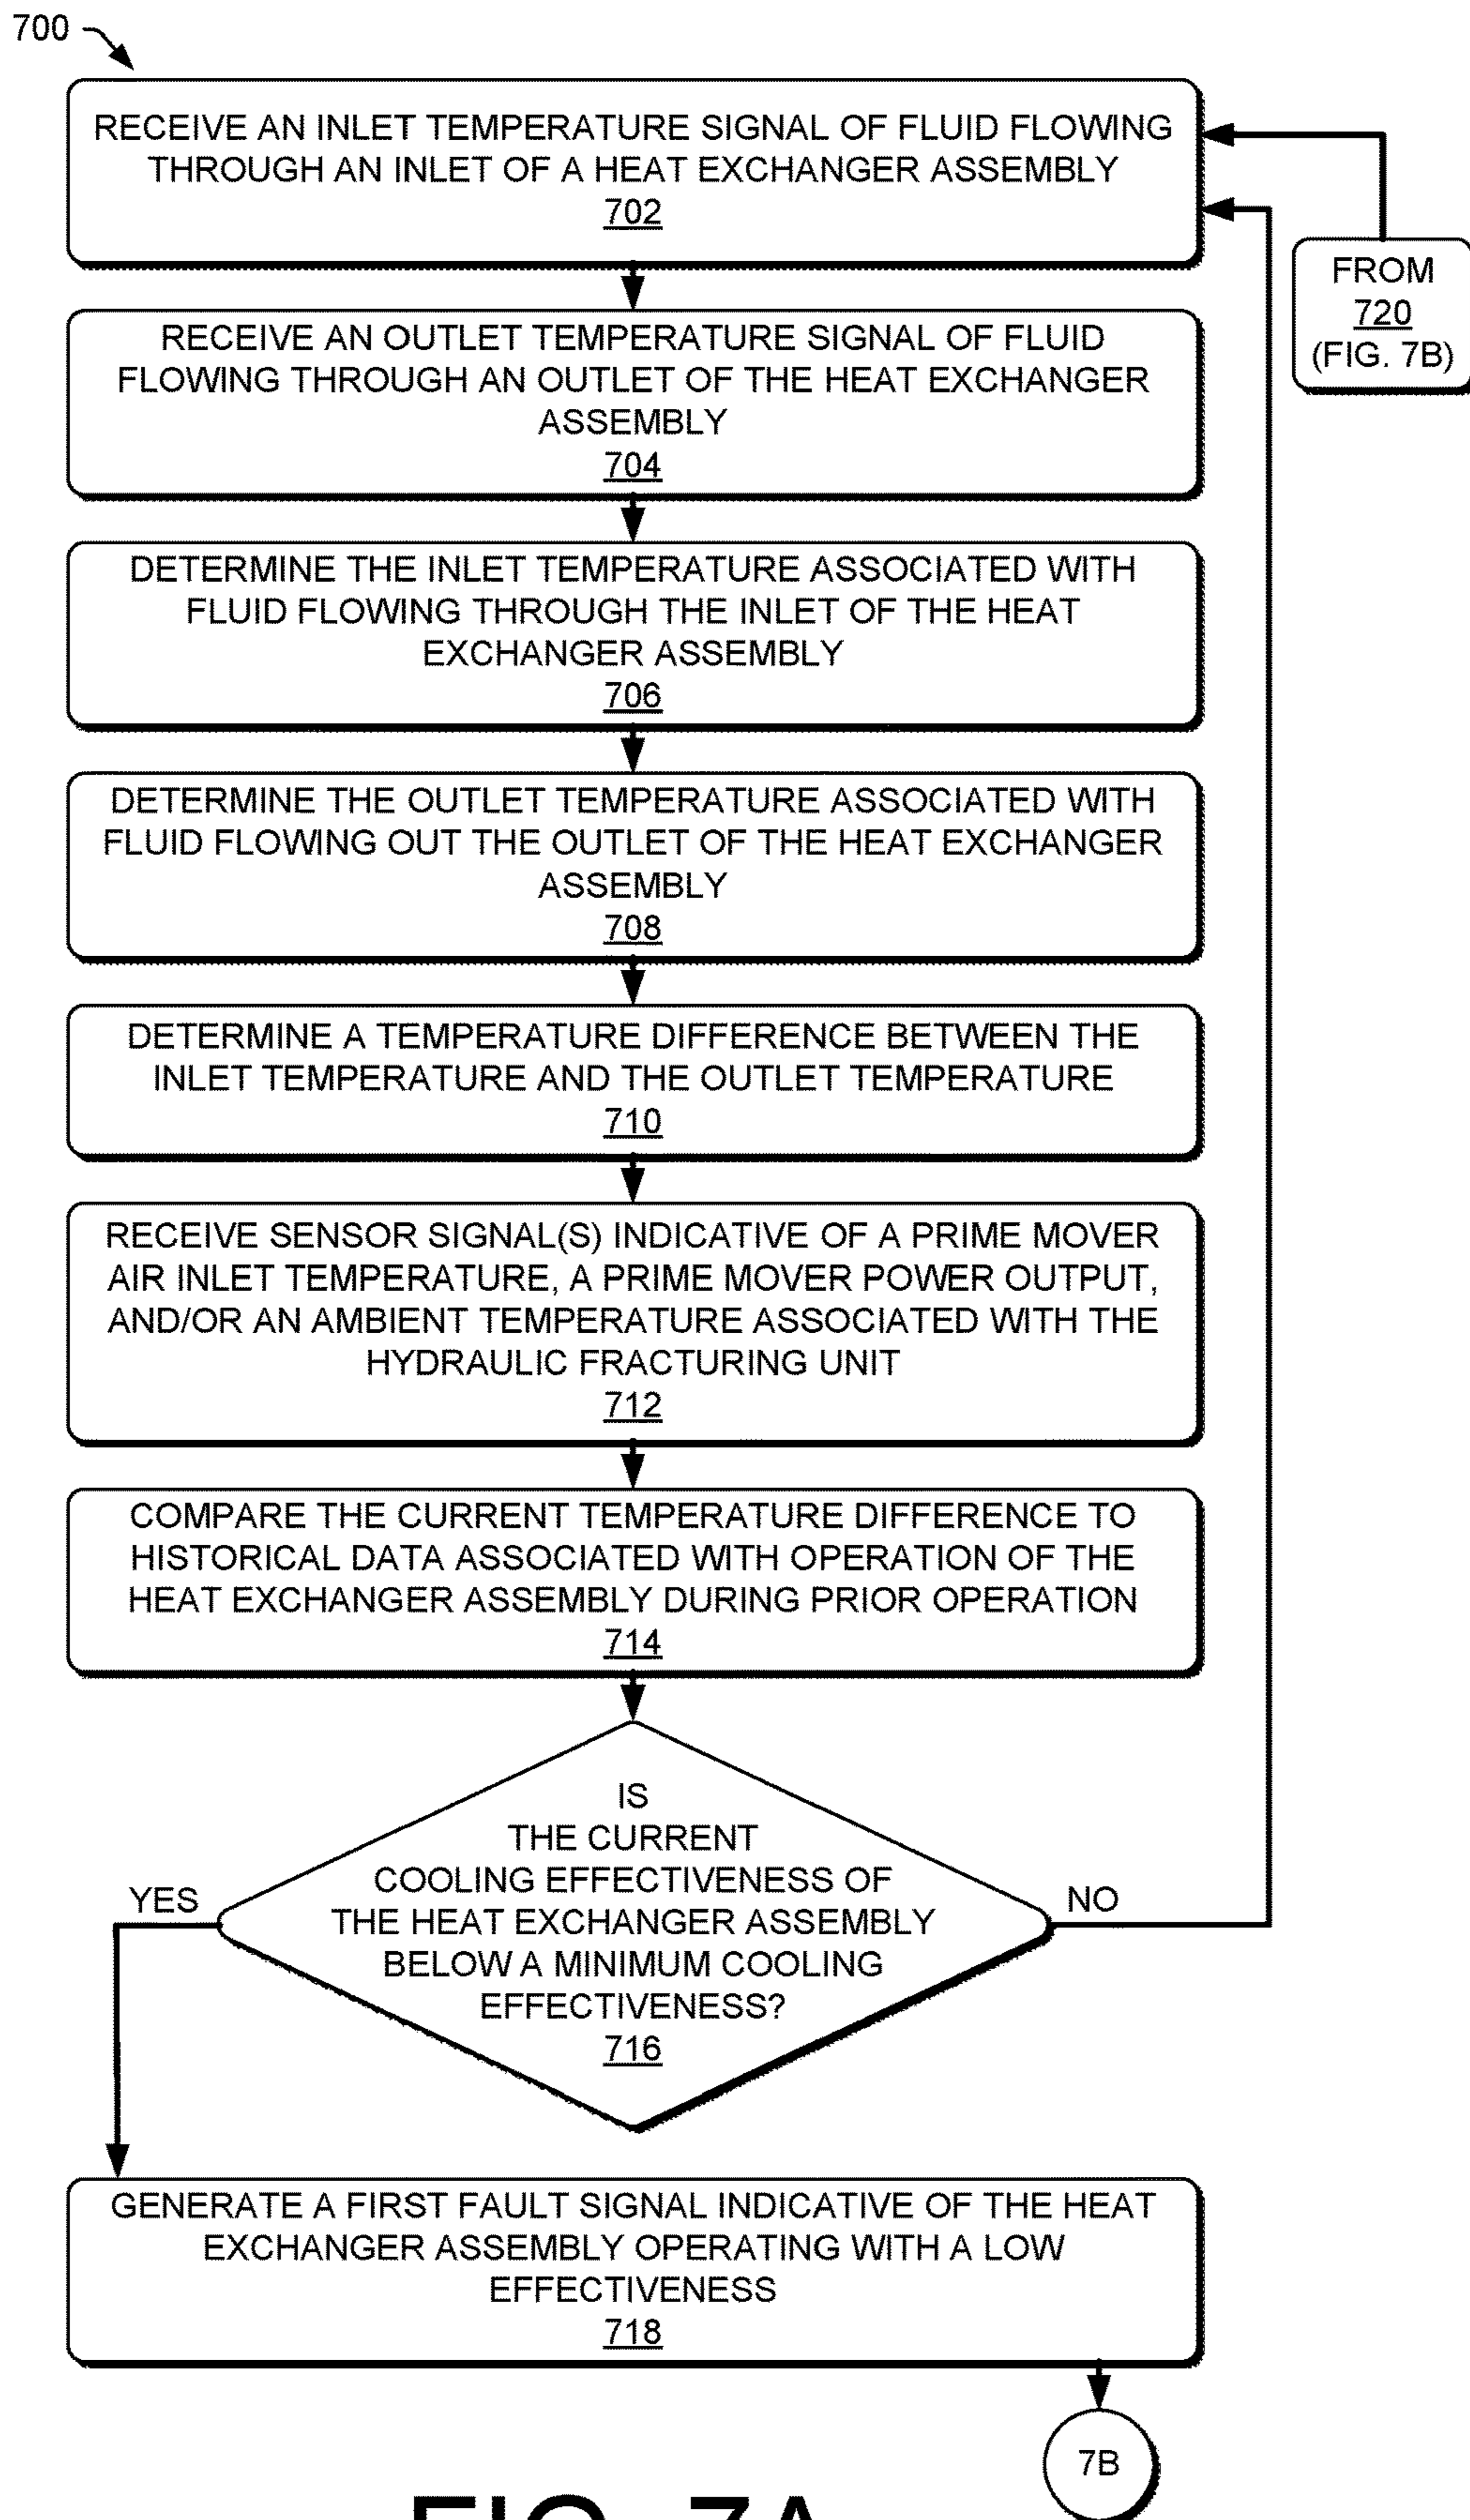 700
RECEIVE AN INLET TEMPERATURE SIGNAL OF FLUID FLOWING
THROUGH AN INLET OF A HEAT EXCHANGER ASSEMBLY
702
FROM
720
(FIG. 7B)
RECEIVE AN OUTLET TEMPERATURE SIGNAL OF FLUID
FLOWING THROUGH AN OUTLET OF THE HEAT EXCHANGER
ASSEMBLY
704
DETERMINE THE INLET TEMPERATURE ASSOCIATED WITH
FLUID FLOWING THROUGH THE INLET OF THE HEAT
EXCHANGER ASSEMBLY
706
DETERMINE THE OUTLET TEMPERATURE ASSOCIATED WITH
FLUID FLOWING OUT THE OUTLET OF THE HEAT EXCHANGER
ASSEMBLY
708
DETERMINE A TEMPERATURE DIFFERENCE BETWEEN THE
INLET TEMPERATURE AND THE OUTLET TEMPERATURE
710
RECEIVE SENSOR SIGNAL(S) INDICATIVE OF A PRIME MOVER
AIR INLET TEMPERATURE, A PRIME MOVER POWER OUTPUT,
AND/OR AN AMBIENT TEMPERATURE ASSOCIATED WITH THE
HYDRAULIC FRACTURING UNIT
712
COMPARE THE CURRENT TEMPERATURE DIFFERENCE TO
HISTORICAL DATA ASSOCIATED WITH OPERATION OF THE
HEAT EXCHANGER ASSEMBLY DURING PRIOR OPERATION
714
IS
THE CURRENT
COOLING EFFECTIVENESS OF
THE HEAT EXCHANGER ASSEMBLY
BELOW A MINIMUM COOLING
EFFECTIVENESS?
716
YES
NO
GENERATE A FIRST FAULT SIGNAL INDICATIVE OF THE HEAT
EXCHANGER ASSEMBLY OPERATING WITH A LOW
EFFECTIVENESS
718
7B
FIG. 7A